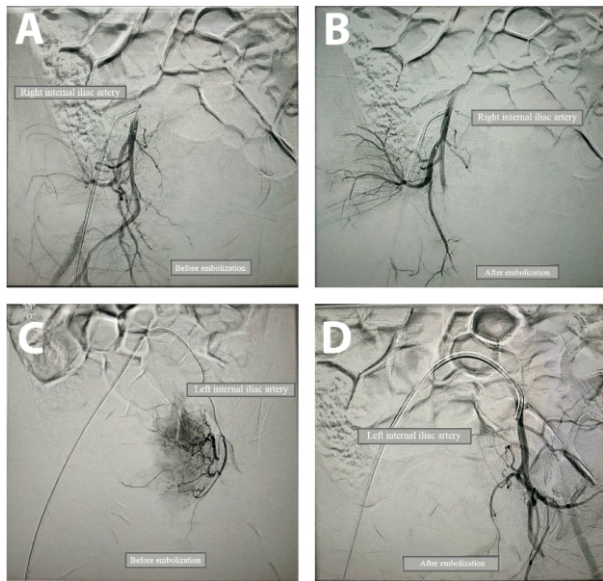 A
Right internal iliac artery
Before embolization
B
Right internal iliac artery
After embolization
C
Left internal iliac artery
Before embolization
D
Left internal iliac artery
After embolization